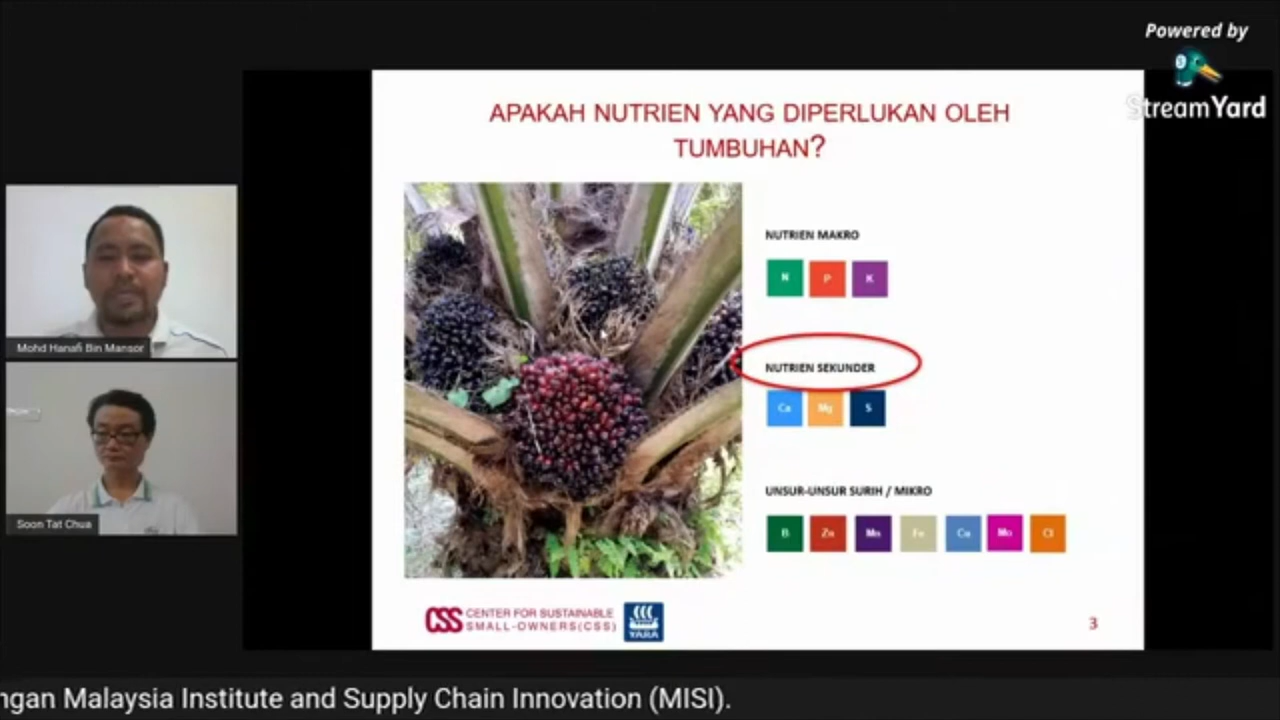 Powered by
StreamYard
APAKAH NUTRIEN YANG DIPERLUKAN OLEH
TUMBUHAN?
NUTRIEN MAKRO
N P K
NUTRIEN SEKUNDER
Ca Mg S
UNSUR-UNSUR SURIH / MIKRO
B Zn Mn Fe Cu Mo Cl
Mohd Hanafi Bin Mansor
Soon Tat Chua
CSS CENTER FOR SUSTAINABLE
SMALL-OWNERS(CSS)
YARA
3
ngan Malaysia Institute and Supply Chain Innovation (MISI).